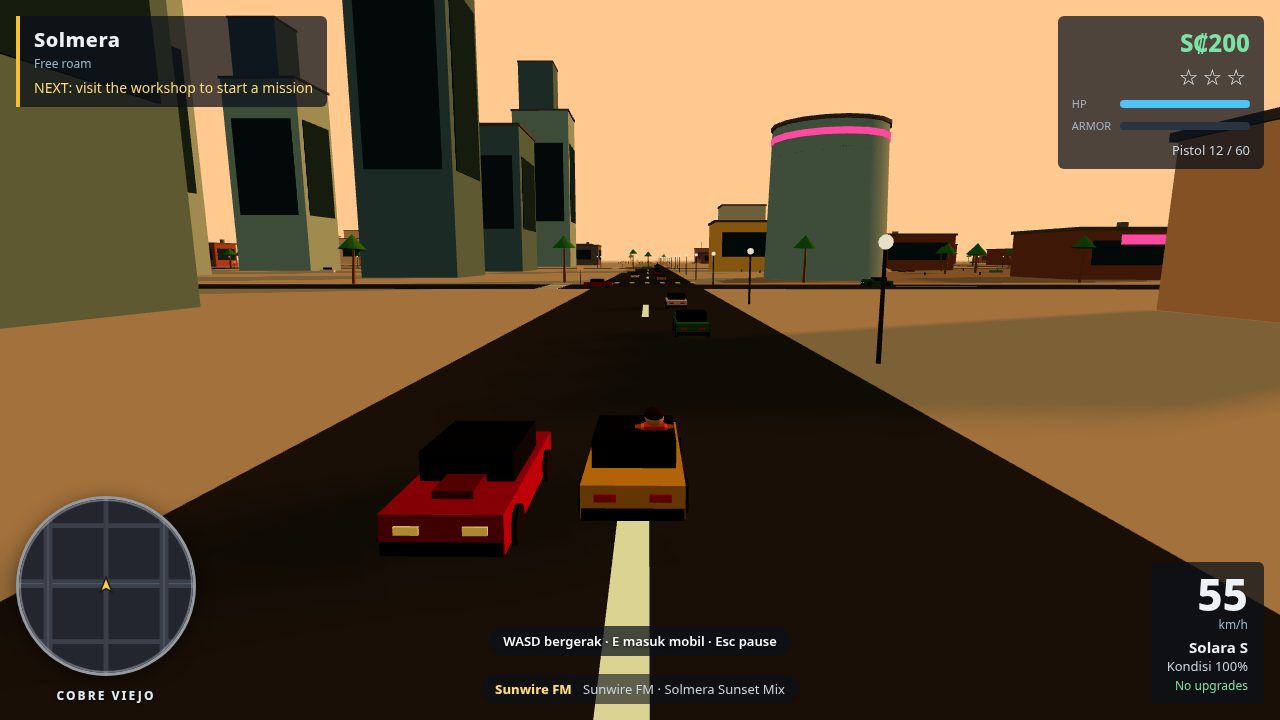 Solmera
Free roam
NEXT: visit the workshop to start a mission
S₡200
☆☆☆
HP
ARMOR
Pistol 12 / 60
COBRE VIEJO
WASD bergerak · E masuk mobil · Esc pause
Sunwire FM Sunwire FM · Solmera Sunset Mix
55
km/h
Solara S
Kondisi 100%
No upgrades